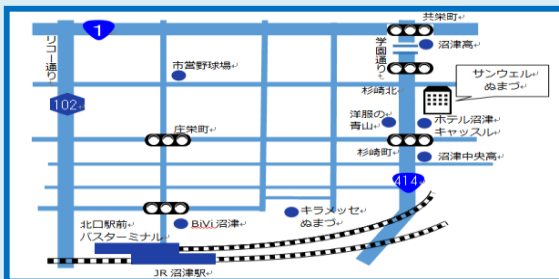 共栄町
1
リコー通り
学園通り
沼津高
市営野球場
杉崎北
サンウェル
ぬまづ
102
洋服の
青山
ホテル沼津
キャッスル
庄栄町
杉崎町
沼津中央高
414
キラメッセ
ぬまづ
北口駅前
バスターミナル
BiVi 沼津
JR 沼津駅